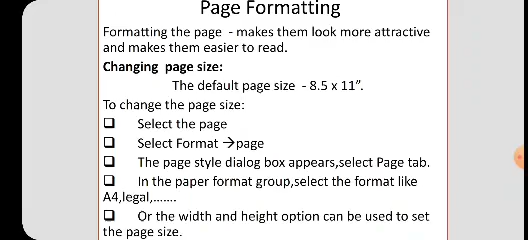 Page Formatting
Formatting the page  - makes them look more attractive
and makes them easier to read.
Changing  page size:
The default page size  - 8.5 x 11”.
To change the page size:
❑ Select the page
❑ Select Format →page
❑ The page style dialog box appears,select Page tab.
❑ In the paper format group,select the format like
A4,legal,.......
❑ Or the width and height option can be used to set
the page size.